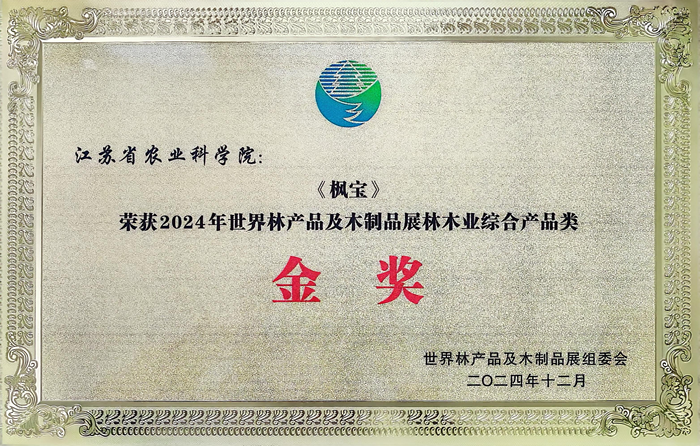 江苏省农业科学院：
《枫宝》
荣获2024年世界林产品及木制品展林木业综合产品类
金奖
世界林产品及木制品展组委会
二〇二四年十二月